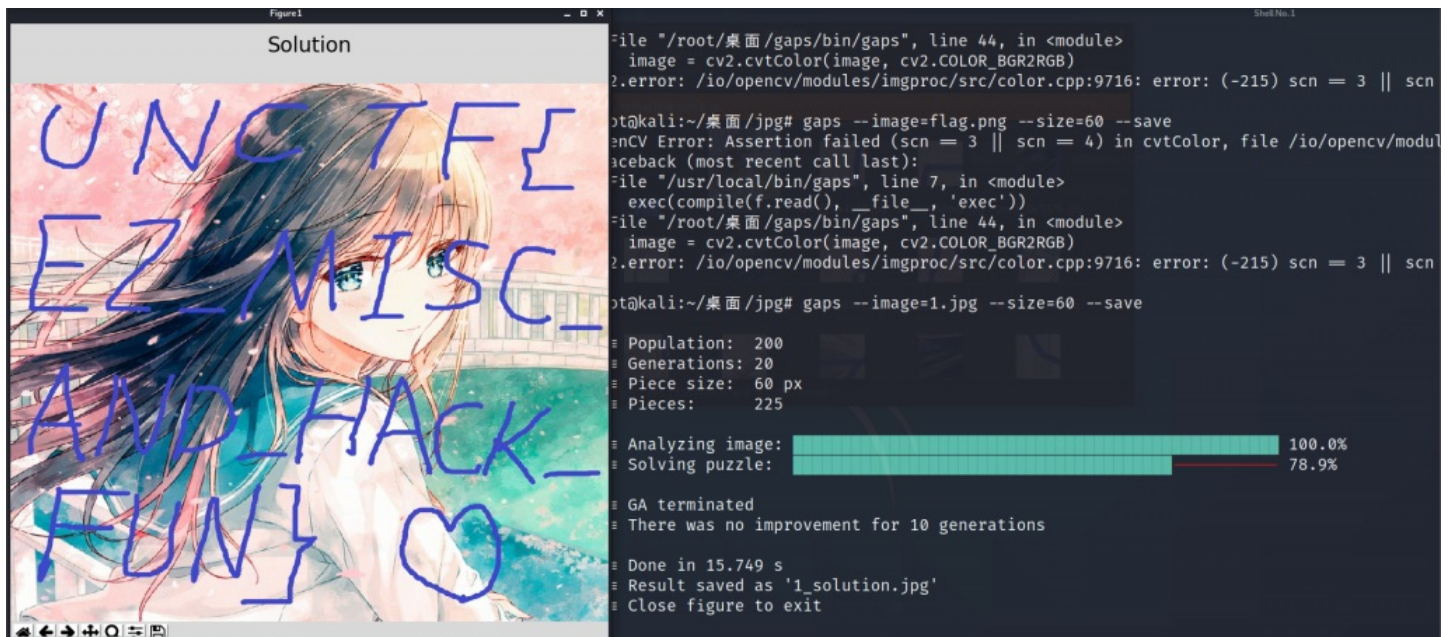 Figure 1
Solution
UNCTF{
EZ_MISC_
AND_HACK_
FUN} ♡
Shell No. 1
File "/root/桌面/gaps/bin/gaps", line 44, in <module>
image = cv2.cvtColor(image, cv2.COLOR_BGR2RGB)
2.error: /io/opencv/modules/imgproc/src/color.cpp:9716: error: (-215) scn == 3 || scn
ot@kali:~/桌面/jpg# gaps --image=flag.png --size=60 --save
enCV Error: Assertion failed (scn == 3 || scn == 4) in cvtColor, file /io/opencv/modul
aceback (most recent call last):
File "/usr/local/bin/gaps", line 7, in <module>
exec(compile(f.read(), __file__, 'exec'))
File "/root/桌面/gaps/bin/gaps", line 44, in <module>
image = cv2.cvtColor(image, cv2.COLOR_BGR2RGB)
2.error: /io/opencv/modules/imgproc/src/color.cpp:9716: error: (-215) scn == 3 || scn
ot@kali:~/桌面/jpg# gaps --image=1.jpg --size=60 --save
Population: 200
Generations: 20
Piece size: 60 px
Pieces: 225
Analyzing image: 100.0%
Solving puzzle: 78.9%
GA terminated
There was no improvement for 10 generations
Done in 15.749 s
Result saved as '1_solution.jpg'
Close figure to exit